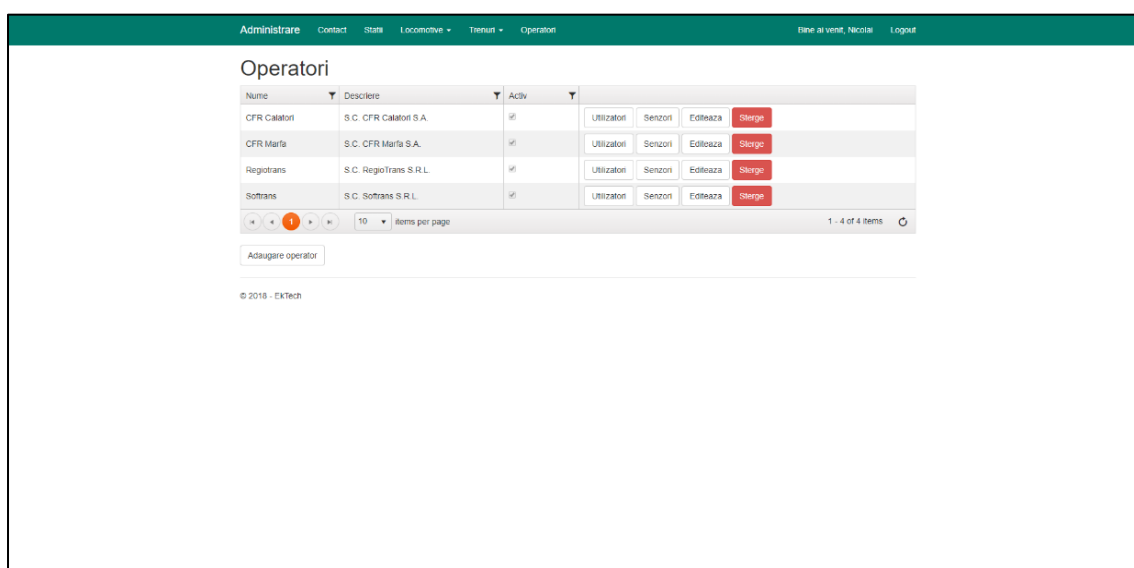 Administrare Contact Statii Locomotive Trenuri Operatori Bine ai venit, Nicolai Logout
Operatori
Nume Descriere Activ
CFR Calatori S.C. CFR Calatori S.A. Utilizatori Senzori Editeaza Sterge
CFR Marfa S.C. CFR Marfa S.A. Utilizatori Senzori Editeaza Sterge
Regiotrans S.C. RegioTrans S.R.L. Utilizatori Senzori Editeaza Sterge
Softrans S.C. Softrans S.R.L. Utilizatori Senzori Editeaza Sterge
1 10 items per page 1 - 4 of 4 items
Adaugare operator
© 2018 - EkTech